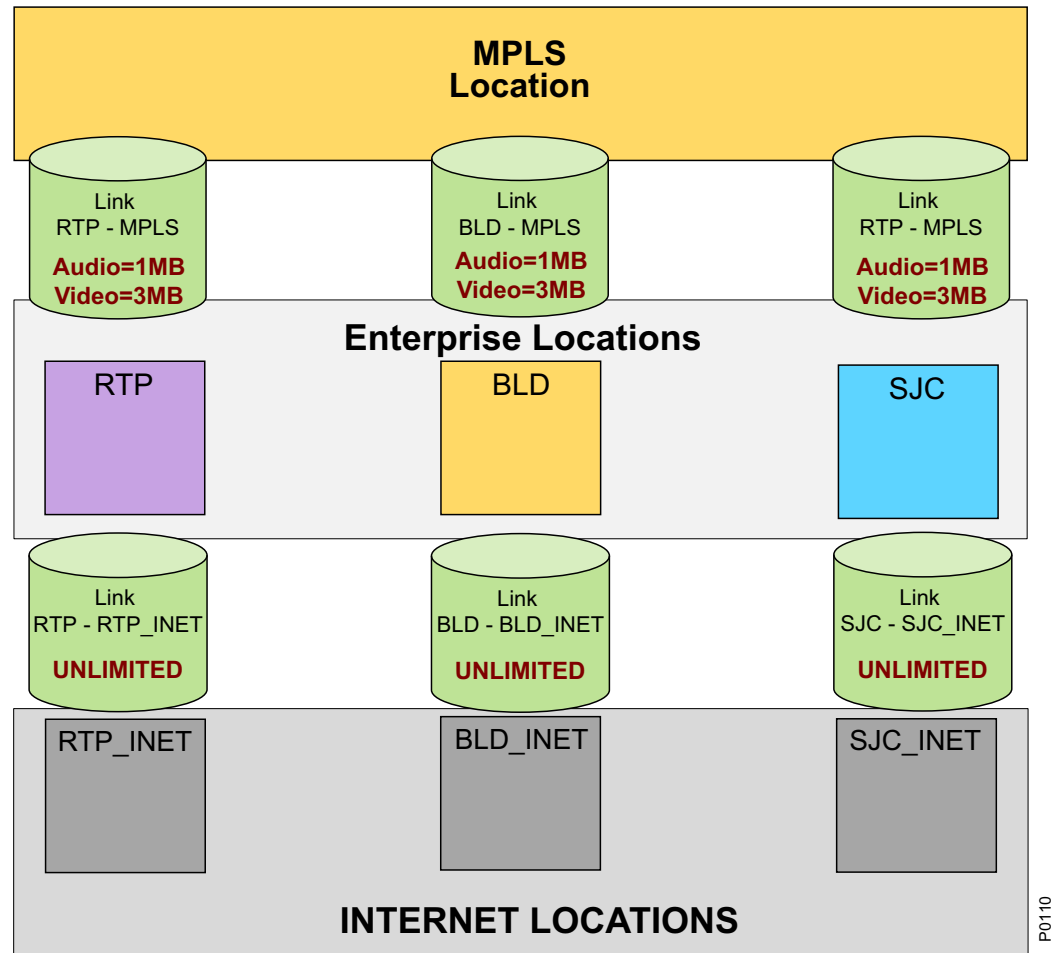 MPLS
Location
Link
RTP - MPLS
Audio=1MB
Video=3MB
Link
BLD - MPLS
Audio=1MB
Video=3MB
Link
RTP - MPLS
Audio=1MB
Video=3MB
Enterprise Locations
RTP
BLD
SJC
Link
RTP - RTP_INET
UNLIMITED
Link
BLD - BLD_INET
UNLIMITED
Link
SJC - SJC_INET
UNLIMITED
RTP_INET
BLD_INET
SJC_INET
INTERNET LOCATIONS
P0110